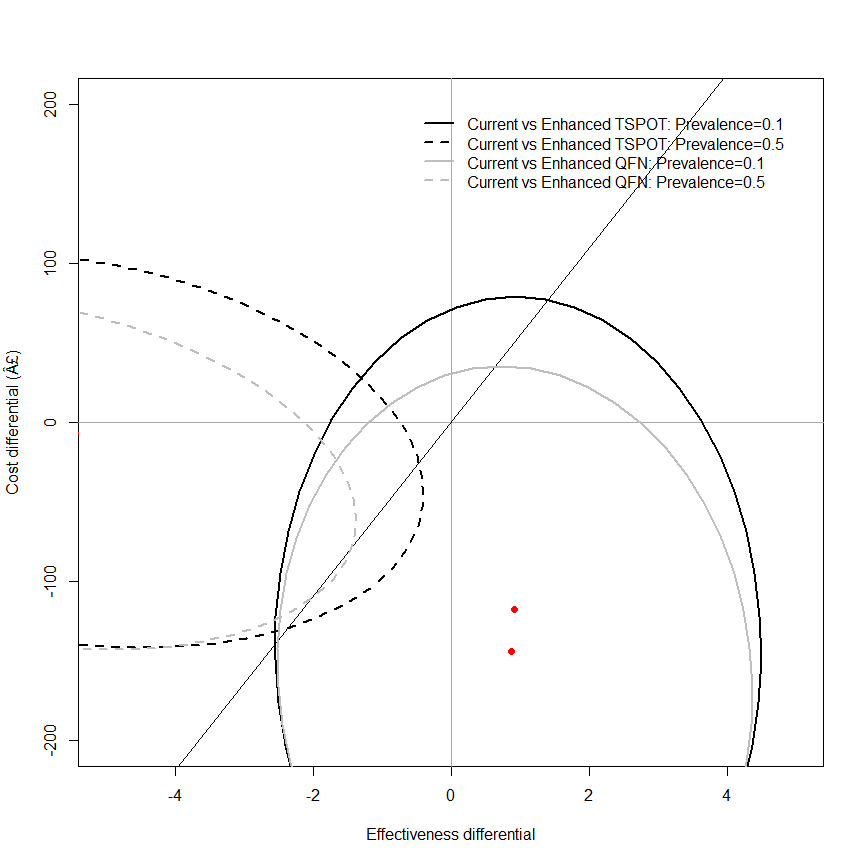 Current vs Enhanced TSPOT: Prevalence=0.1
Current vs Enhanced TSPOT: Prevalence=0.5
Current vs Enhanced QFN: Prevalence=0.1
Current vs Enhanced QFN: Prevalence=0.5
200
100
0
-100
-200
Cost differential (Â£)
-4 -2 0 2 4
Effectiveness differential